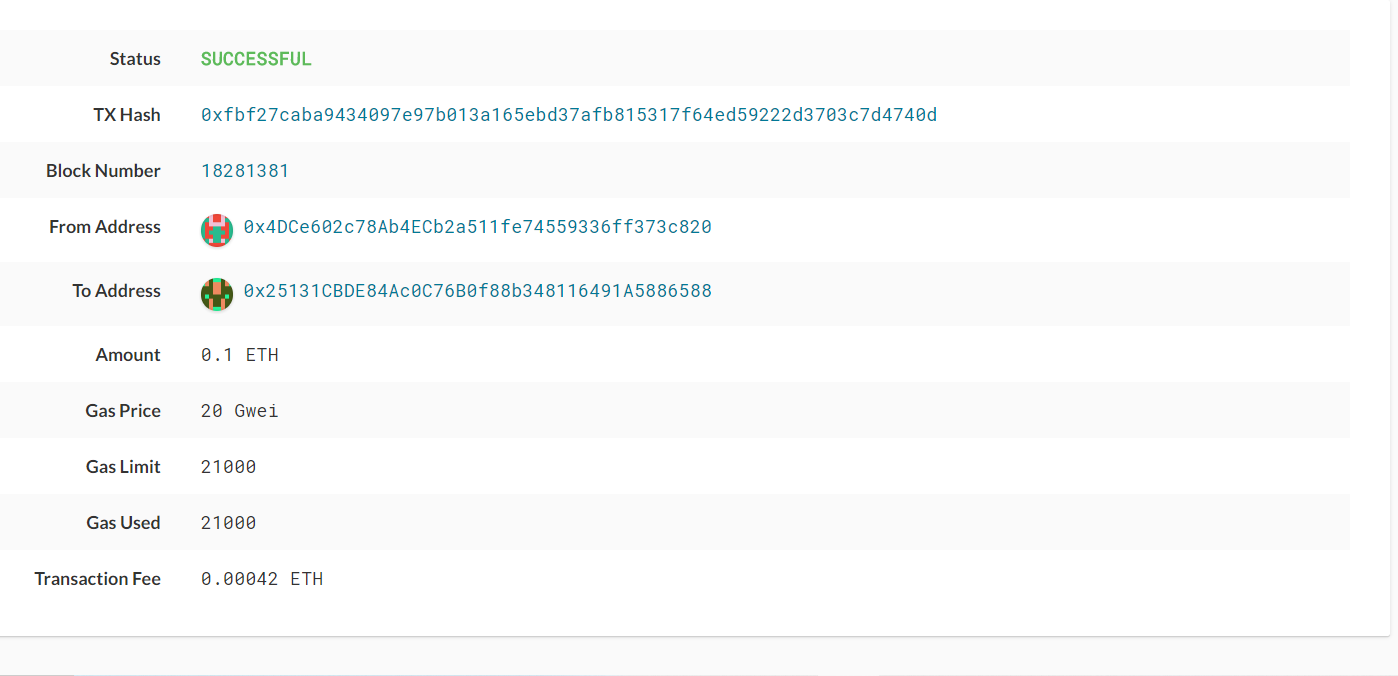 Status SUCCESSFUL
TX Hash 0xfbf27caba9434097e97b013a165ebd37afb815317f64ed59222d3703c7d4740d
Block Number 18281381
From Address 0x4DCe602c78Ab4ECb2a511fe74559336ff373c820
To Address 0x25131CBDE84Ac0C76B0f88b348116491A5886588
Amount 0.1 ETH
Gas Price 20 Gwei
Gas Limit 21000
Gas Used 21000
Transaction Fee 0.00042 ETH